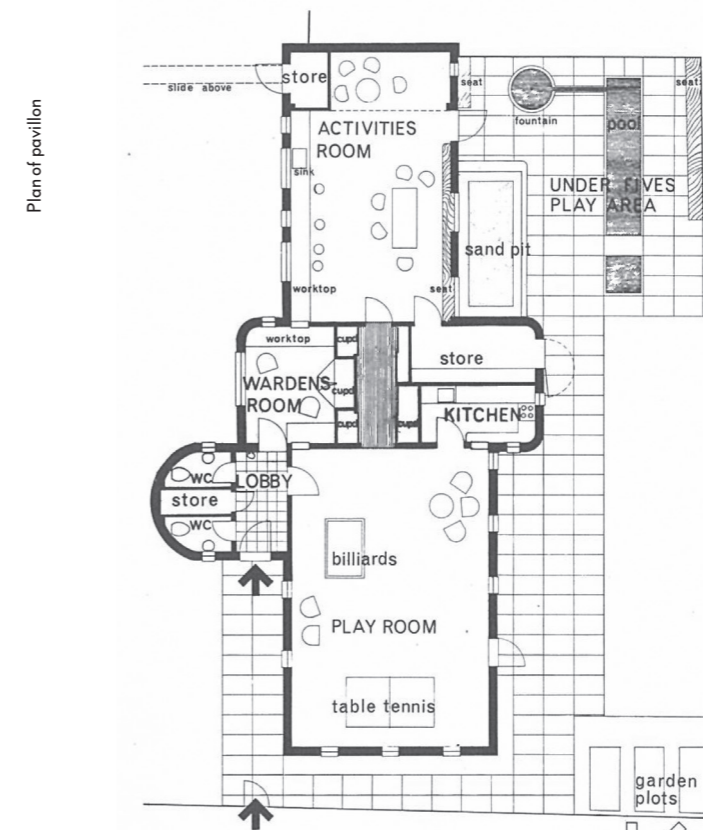 Plan of pavillon
store
slide above
seat
seat
fountain
pool
ACTIVITIES
ROOM
sink
UNDER FIVES
PLAY AREA
sand pit
worktop
seat
worktop
cupd
store
WARDENS-
ROOM
cupd
KITCHEN
cupd
cupd
WC
LOBBY
store
WC
billiards
PLAY ROOM
table tennis
garden
plots